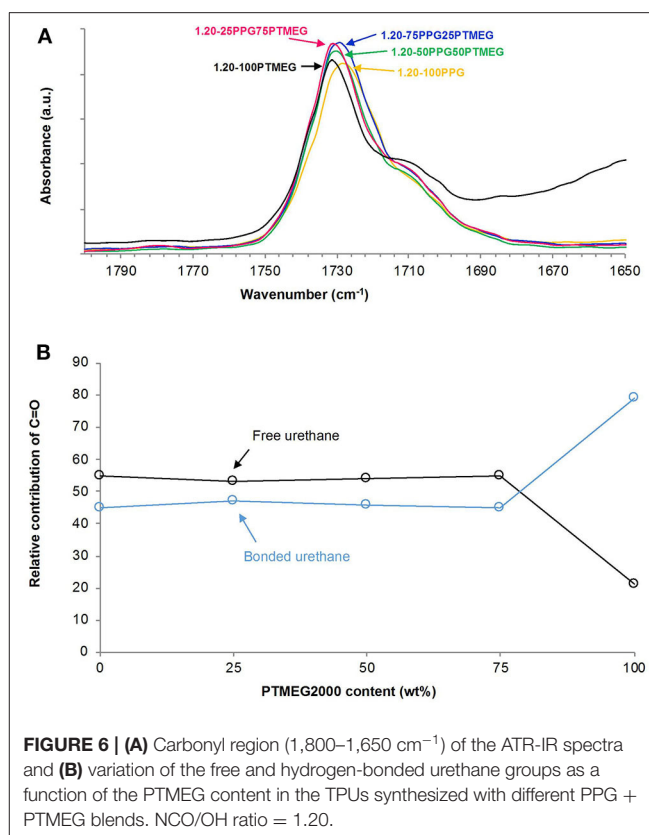 A
1.20-25PPG75PTMEG
1.20-75PPG25PTMEG
1.20-50PPG50PTMEG
1.20-100PTMEG
1.20-100PPG
Absorbance (a.u.)
1790 1770 1750 1730 1710 1690 1670 1650
Wavenumber (cm-1)
B
90
80
70
60
50
40
30
20
10
0
Relative contribution of C=O
Free urethane
Bonded urethane
0 25 50 75 100
PTMEG2000 content (wt%)
FIGURE 6 | (A) Carbonyl region (1,800–1,650 cm−1) of the ATR-IR spectra
and (B) variation of the free and hydrogen-bonded urethane groups as a
function of the PTMEG content in the TPUs synthesized with different PPG +
PTMEG blends. NCO/OH ratio = 1.20.